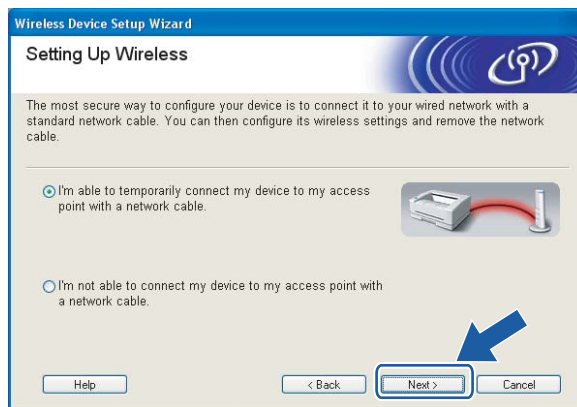 Wireless Device Setup Wizard
Setting Up Wireless
The most secure way to configure your device is to connect it to your wired network with a
standard network cable. You can then configure its wireless settings and remove the network
cable.
I'm able to temporarily connect my device to my access
point with a network cable.
I'm not able to connect my device to my access point with
a network cable.
Help
< Back
Next >
Cancel